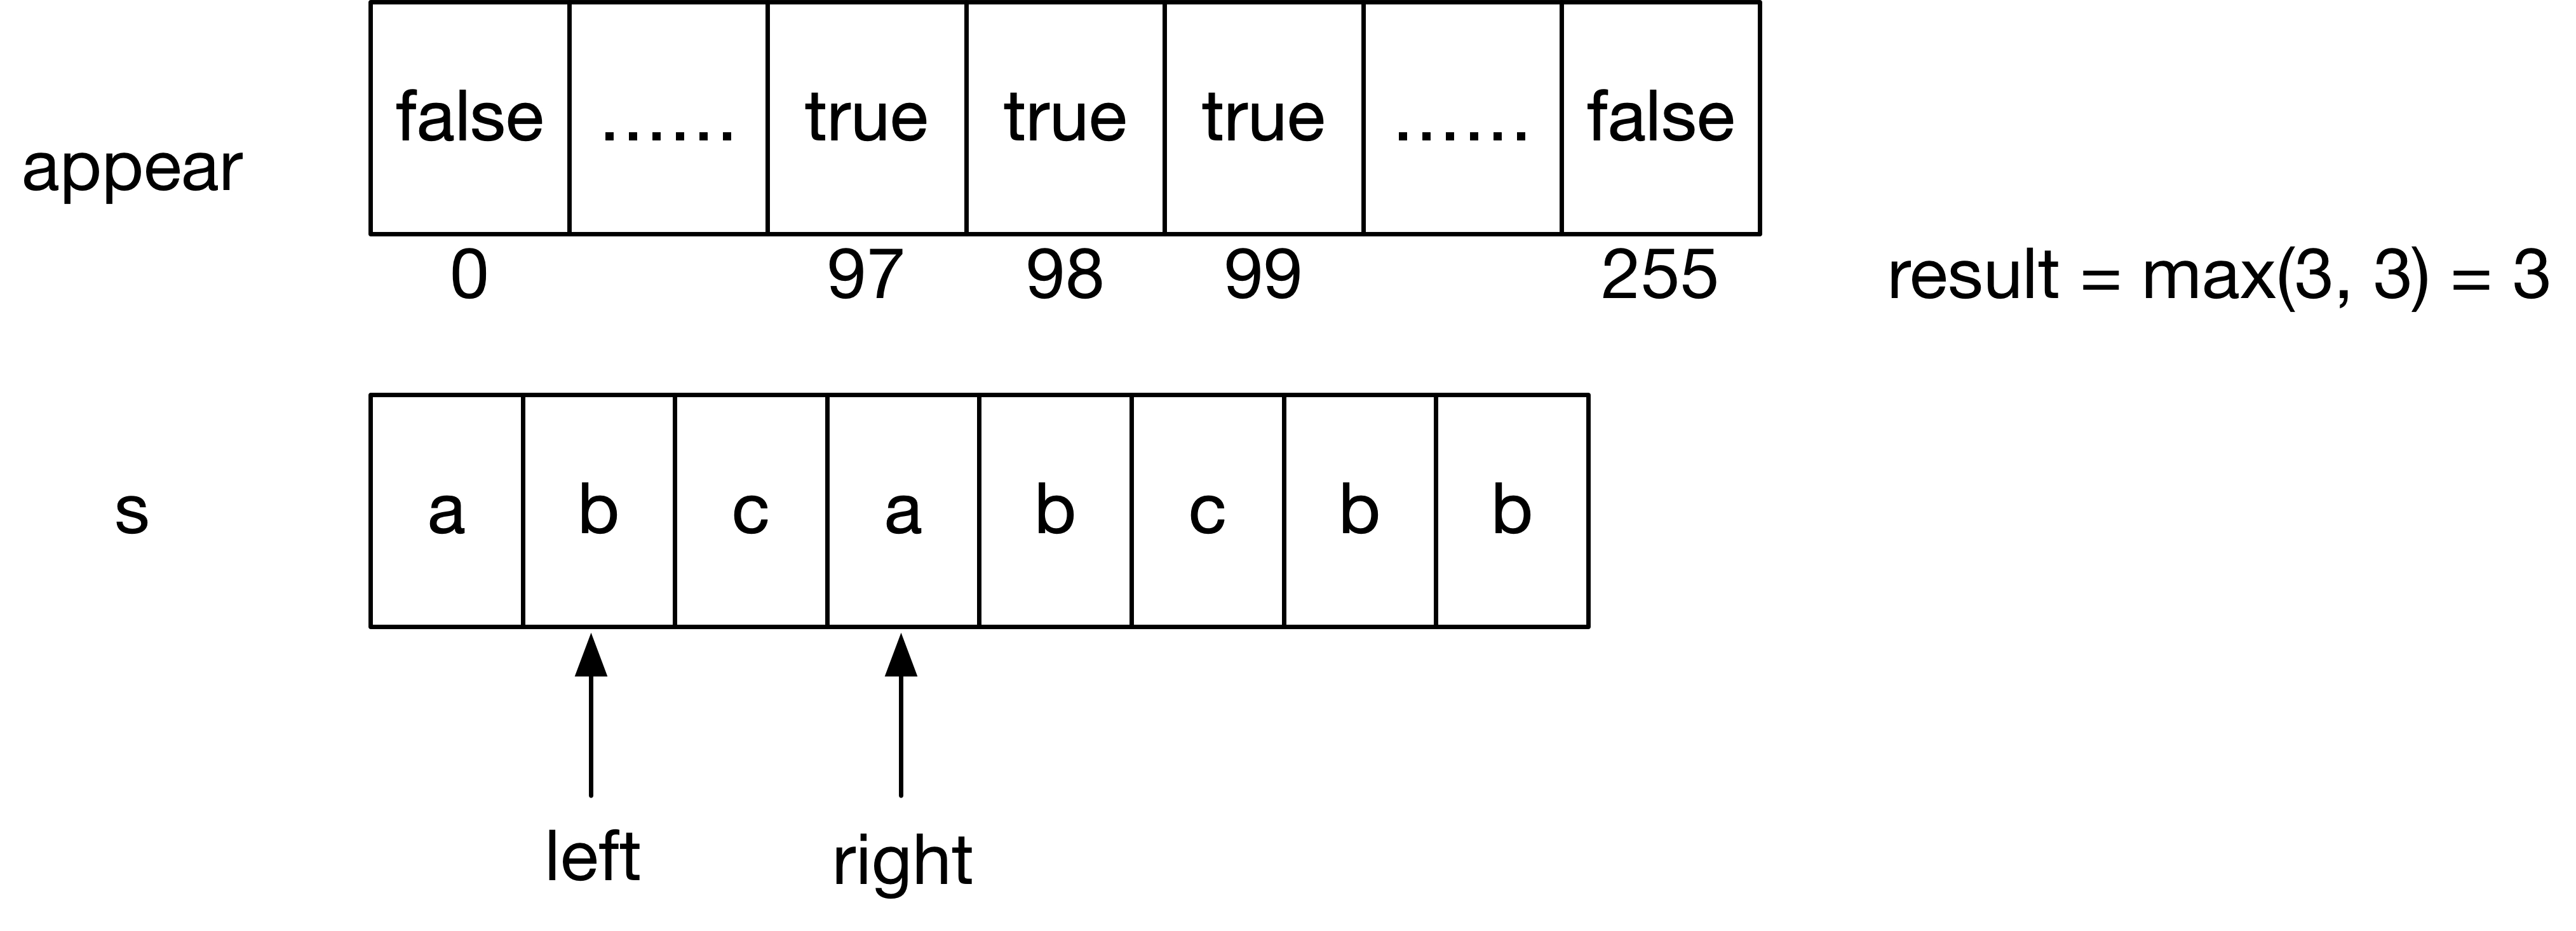 false ...... true true true ...... false
appear
0 97 98 99 255 result = max(3, 3) = 3
s a b c a b c b b
left right